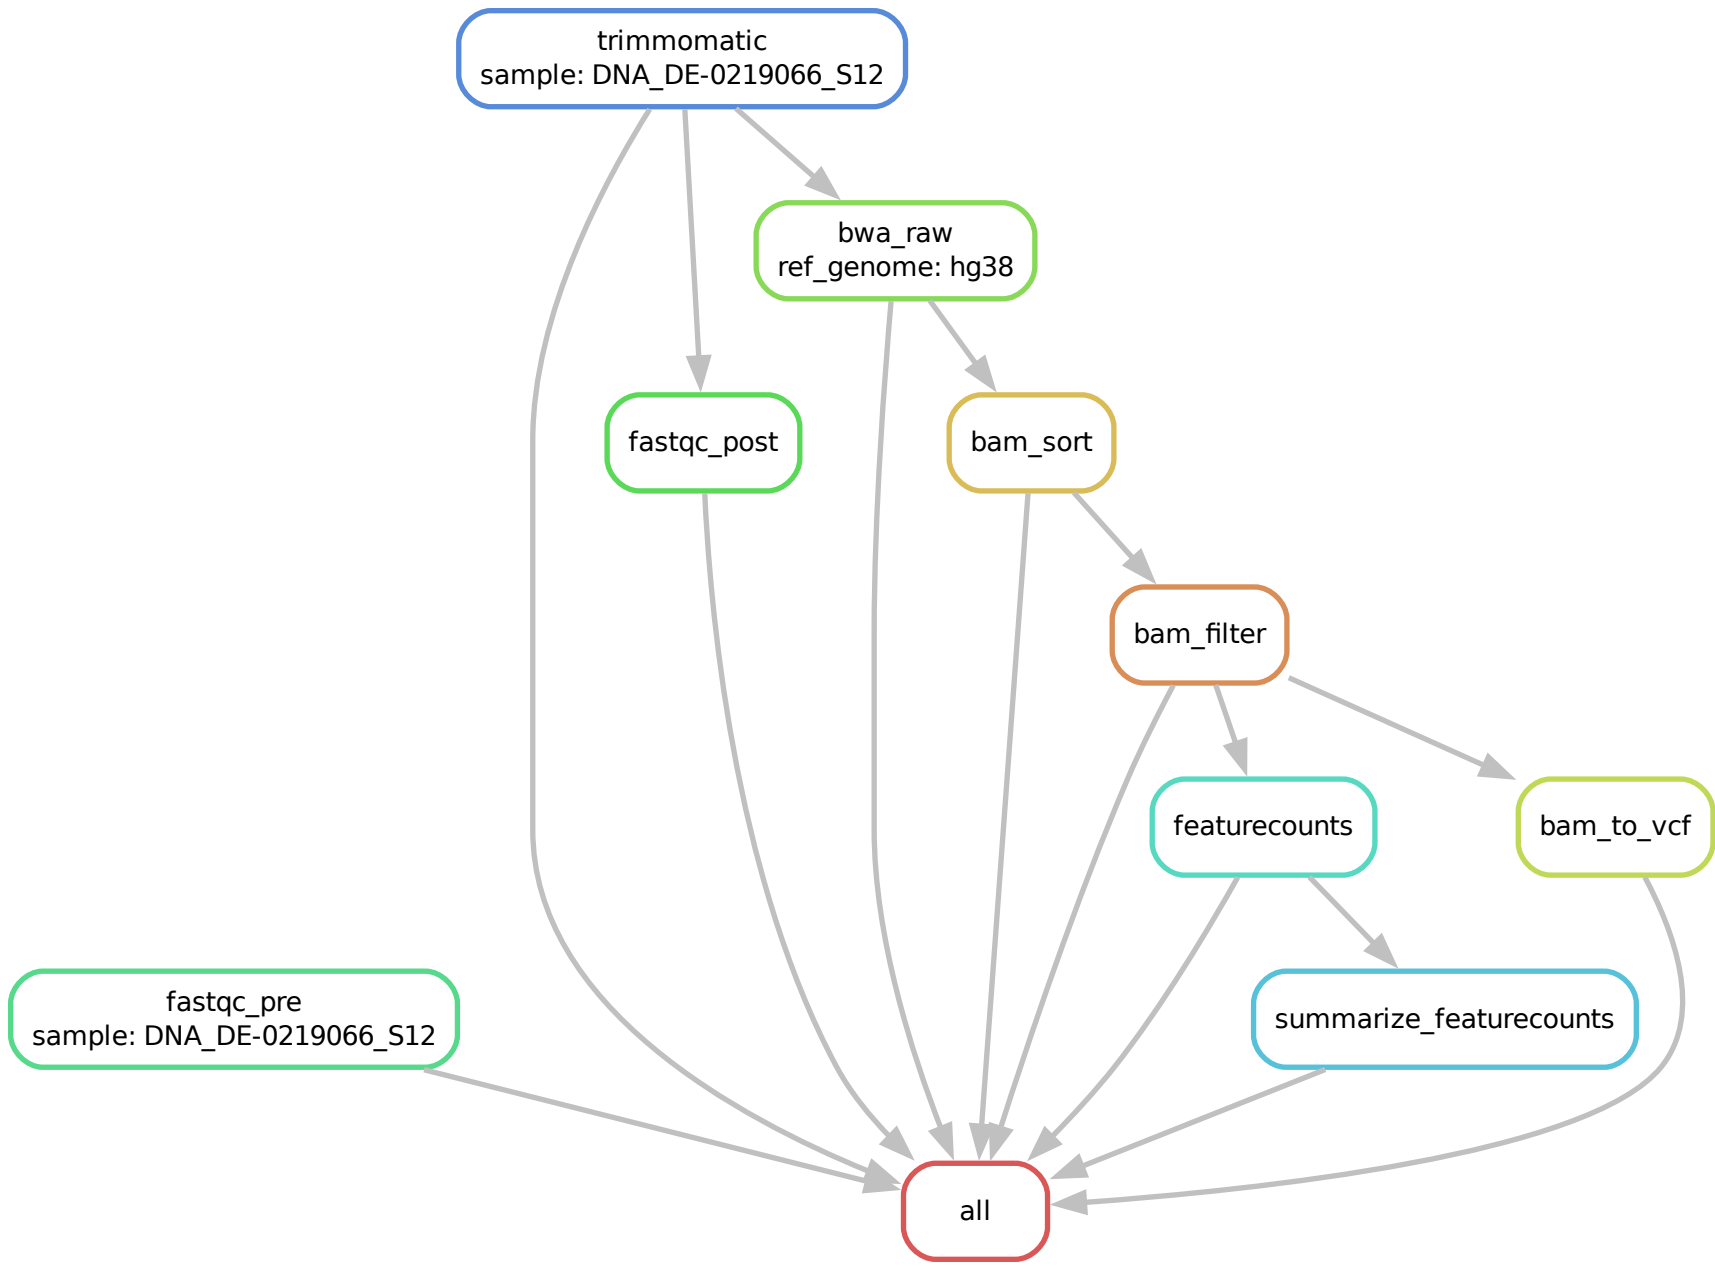 trimmomatic
sample: DNA_DE-0219066_S12
bwa_raw
ref_genome: hg38
fastqc_post
bam_sort
bam_filter
featurecounts
bam_to_vcf
fastqc_pre
sample: DNA_DE-0219066_S12
summarize_featurecounts
all